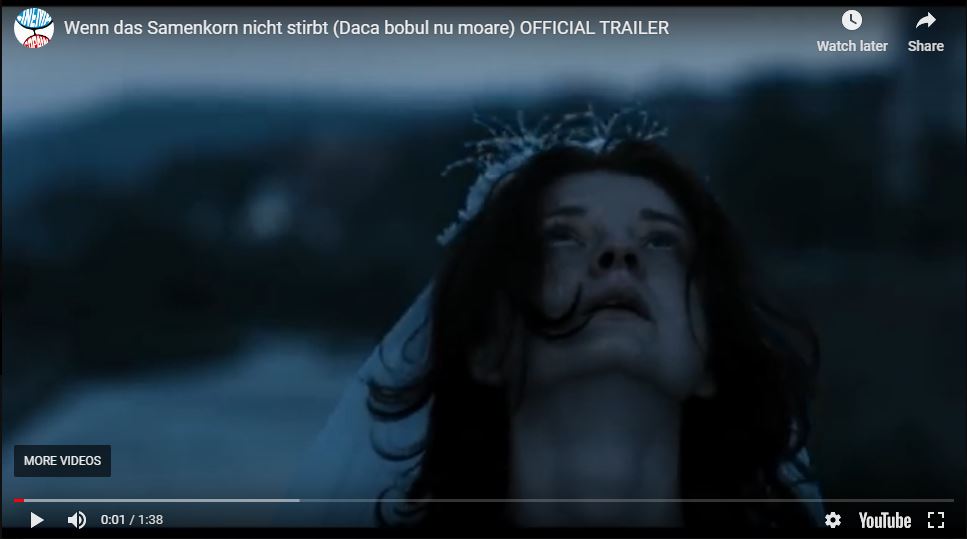 Wenn das Samenkorn nicht stirbt (Daca bobul nu moare) OFFICIAL TRAILER
Watch later
Share
MORE VIDEOS
0:01 / 1:38
YouTube